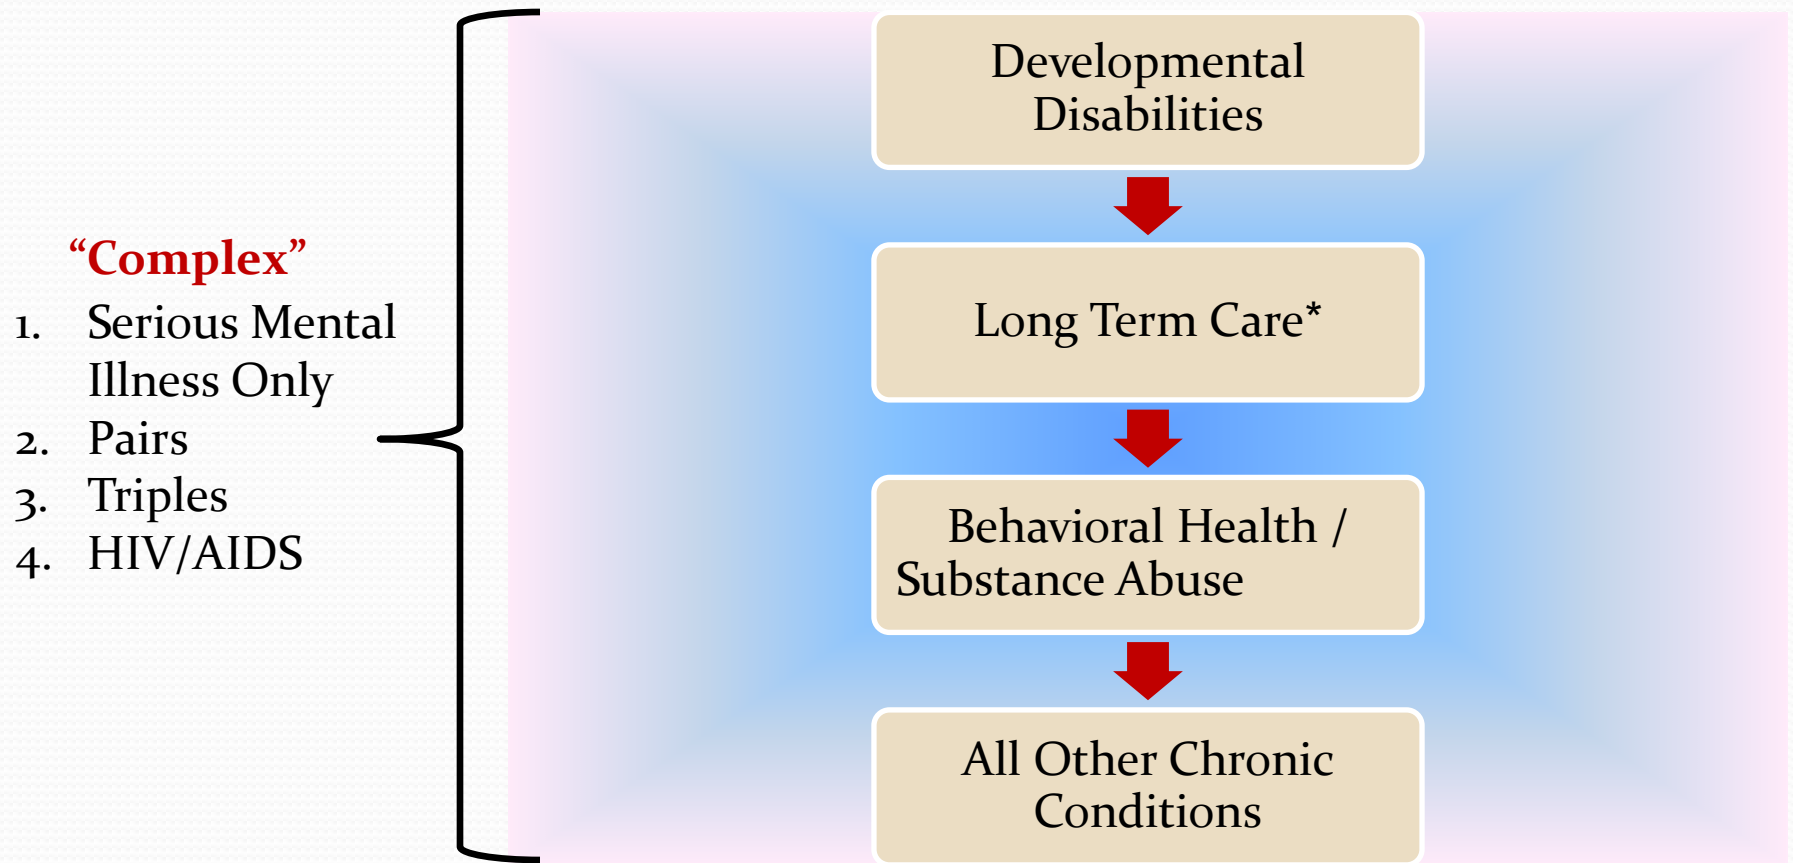 “Complex”
1. Serious Mental
Illness Only
2. Pairs
3. Triples
4. HIV/AIDS
Developmental
Disabilities
Long Term Care*
Behavioral Health /
Substance Abuse
All Other Chronic
Conditions